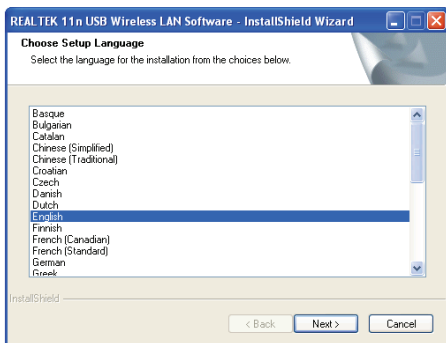 REALTEK 11n USB Wireless LAN Software - InstallShield Wizard
Choose Setup Language
Select the language for the installation from the choices below.
Basque
Bulgarian
Catalan
Chinese (Simplified)
Chinese (Traditional)
Croatian
Czech
Danish
Dutch
English
Finnish
French (Canadian)
French (Standard)
German
Greek
InstallShield
< Back
Next >
Cancel